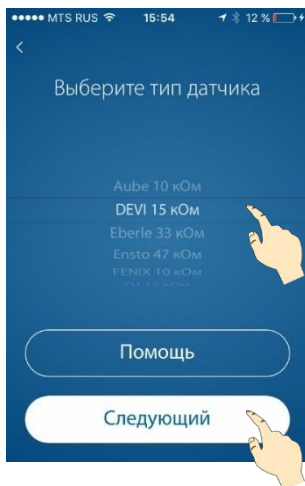 MTS RUS 15:54 12 %
Выберите тип датчика
Aube 10 кОм
DEVI 15 кОм
Eberle 33 кОм
Ensto 47 кОм
FENIX 10 кОм
Помощь
Следующий